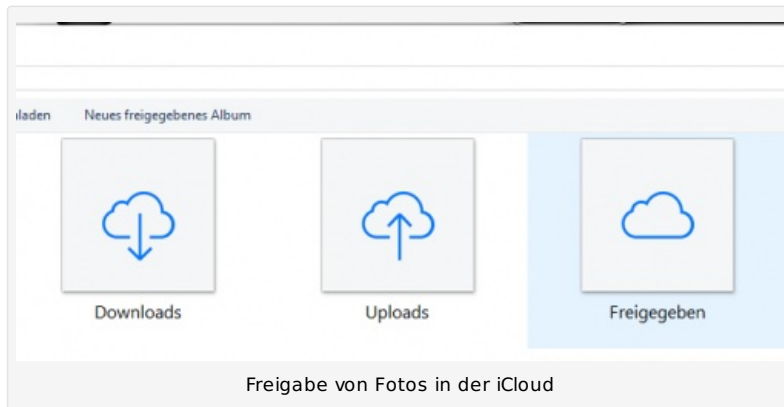 Neues freigegebenes Album
Downloads Uploads Freigegeben
Freigabe von Fotos in der iCloud